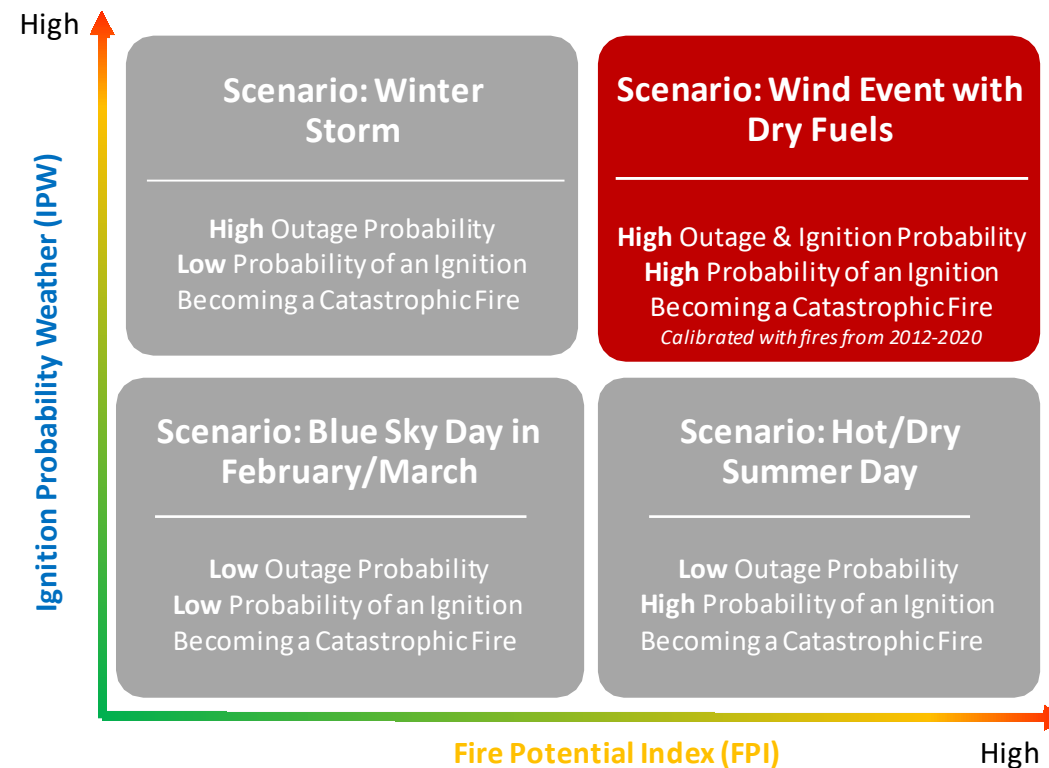 High
Ignition Probability Weather (IPW)
Scenario: Winter
Storm
High Outage Probability
Low Probability of an Ignition
Becoming a Catastrophic Fire
Scenario: Wind Event with
Dry Fuels
High Outage & Ignition Probability
High Probability of an Ignition
Becoming a Catastrophic Fire
Calibrated with fires from 2012-2020
Scenario: Blue Sky Day in
February/March
Low Outage Probability
Low Probability of an Ignition
Becoming a Catastrophic Fire
Scenario: Hot/Dry
Summer Day
Low Outage Probability
High Probability of an Ignition
Becoming a Catastrophic Fire
Fire Potential Index (FPI)
High